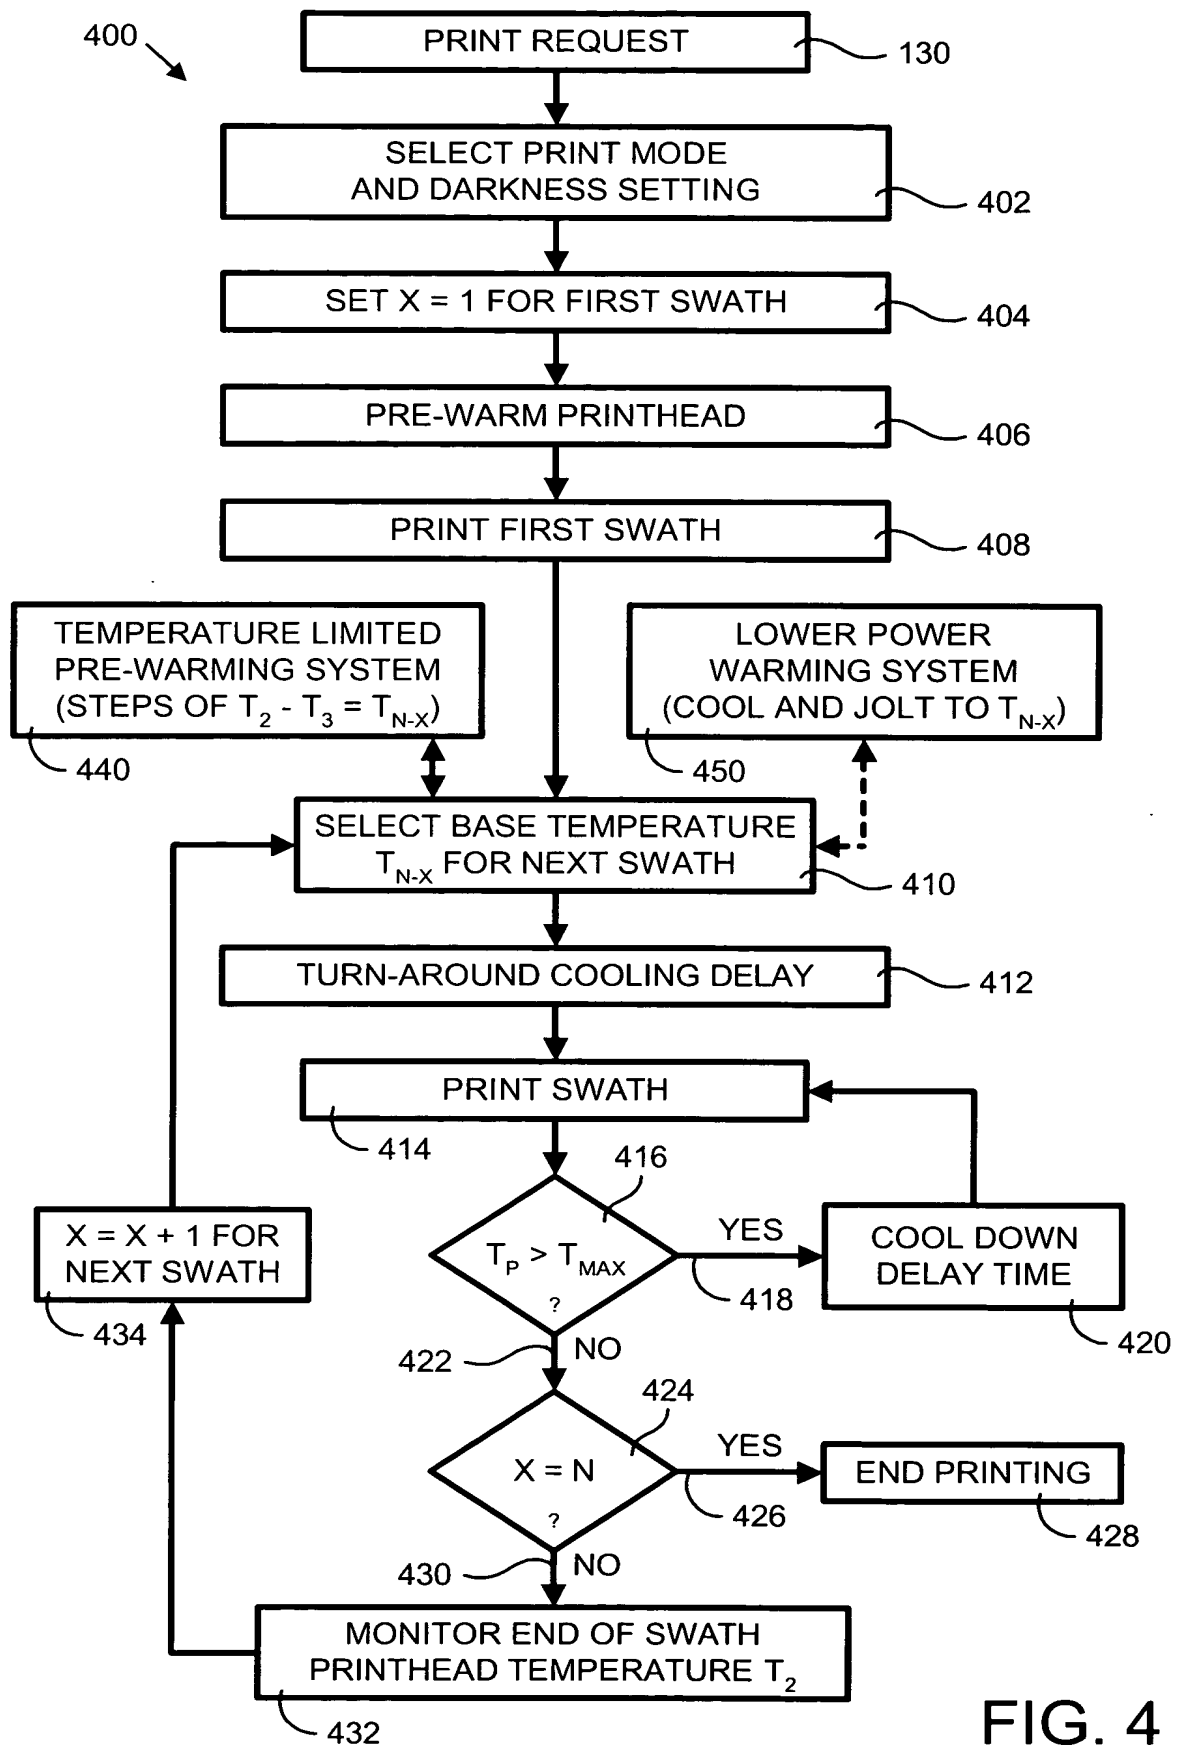 400
PRINT REQUEST
130
SELECT PRINT MODE
AND DARKNESS SETTING
402
SET X = 1 FOR FIRST SWATH
404
PRE-WARM PRINTHEAD
406
PRINT FIRST SWATH
408
TEMPERATURE LIMITED
PRE-WARMING SYSTEM
(STEPS OF T2 - T3 = TN-X)
440
LOWER POWER
WARMING SYSTEM
(COOL AND JOLT TO TN-X)
450
SELECT BASE TEMPERATURE
TN-X FOR NEXT SWATH
410
TURN-AROUND COOLING DELAY
412
PRINT SWATH
414
416
TP > TMAX
?
YES
418
COOL DOWN
DELAY TIME
420
X = X + 1 FOR
NEXT SWATH
434
422
NO
424
X = N
?
YES
426
END PRINTING
428
430
NO
MONITOR END OF SWATH
PRINTHEAD TEMPERATURE T2
432
FIG. 4